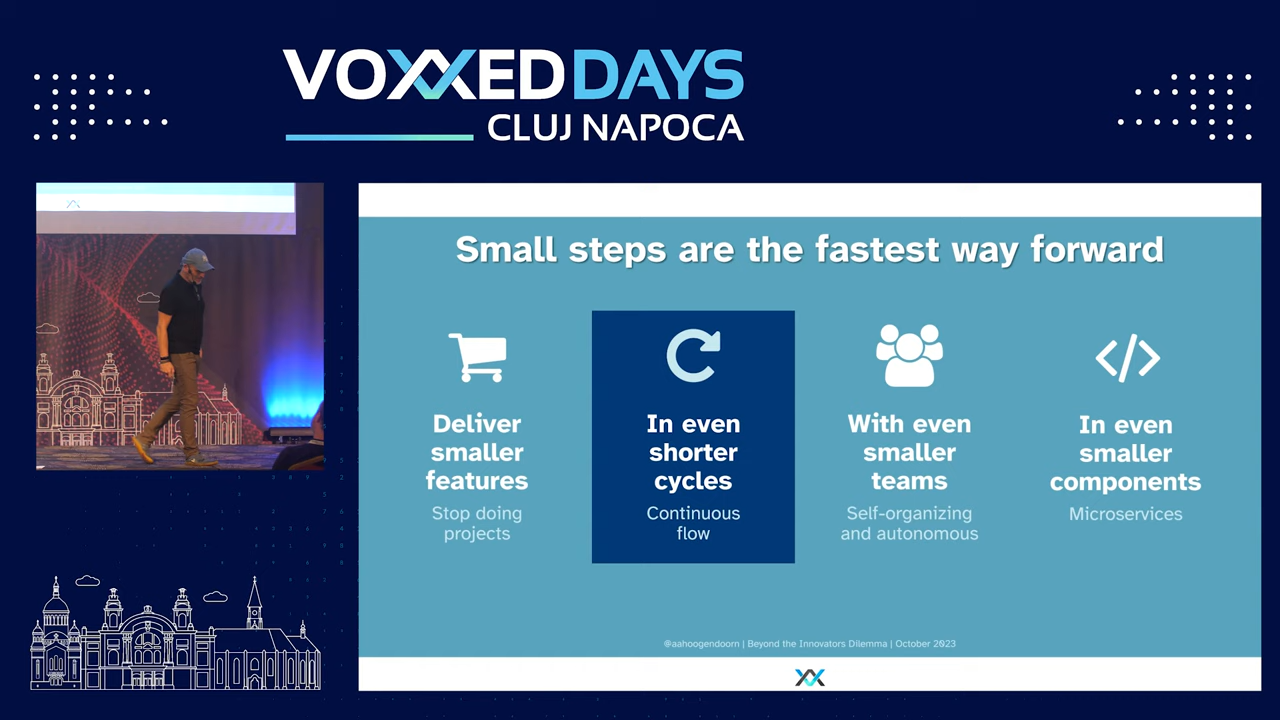 VOXXED DAYS
CLUJ NAPOCA
Small steps are the fastest way forward
Deliver
smaller
features
Stop doing
projects
In even
shorter
cycles
Continuous
flow
With even
smaller
teams
Self-organizing
and autonomous
In even
smaller
components
Microservices
@aahoogendoorn | Beyond the Innovators Dilemma | October 2023